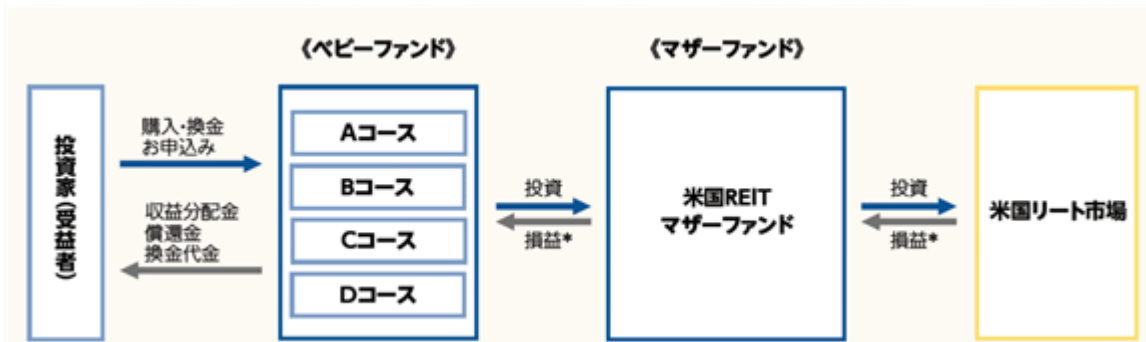 《ベビーファンド》
《マザーファンド》
投資家(受益者)
購入・換金
お申込み
収益分配金
償還金
換金代金
Aコース
Bコース
Cコース
Dコース
投資
損益*
米国REIT
マザーファンド
投資
損益*
米国リート市場